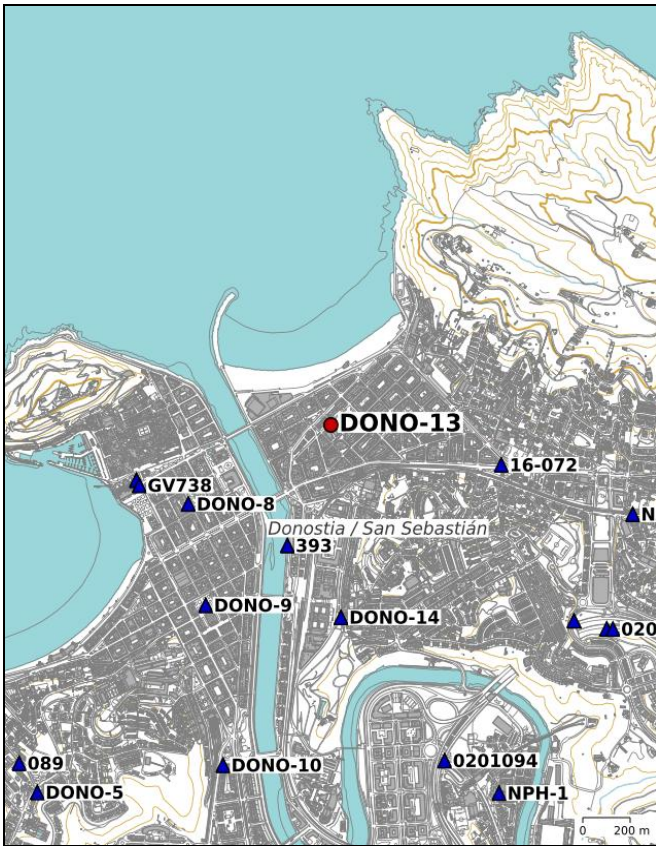 DONO-13
16-072
GV738
DONO-8
N
Donostia / San Sebastián
393
DONO-9
DONO-14
020
089
DONO-10
0201094
DONO-5
NPH-1
0 200 m